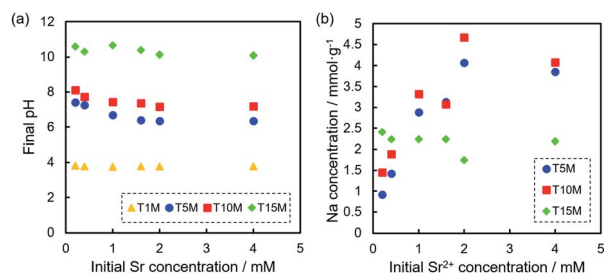 (a)
Final pH
12
10
8
6
4
2
0
T1M T5M T10M T15M
0 1 2 3 4 5
Initial Sr concentration / mM
(b)
Na concentration / mmol·g⁻¹
5
4.5
4
3.5
3
2.5
2
1.5
1
0.5
0
T5M
T10M
T15M
0 1 2 3 4 5
Initial Sr²⁺ concentration / mM